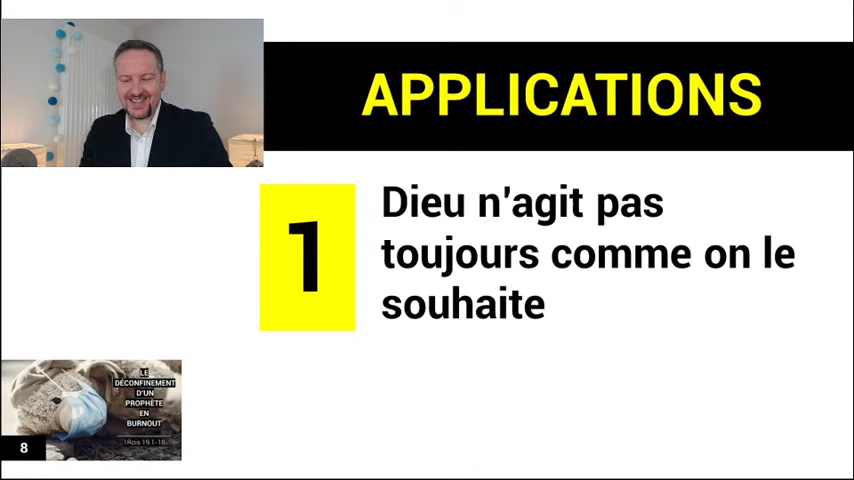 APPLICATIONS
1
Dieu n'agit pas
toujours comme on le
souhaite
LE
DÉCONFINEMENT
D'UN
PROPHÈTE
EN
BURNOUT
1Rois 19.1-18
8